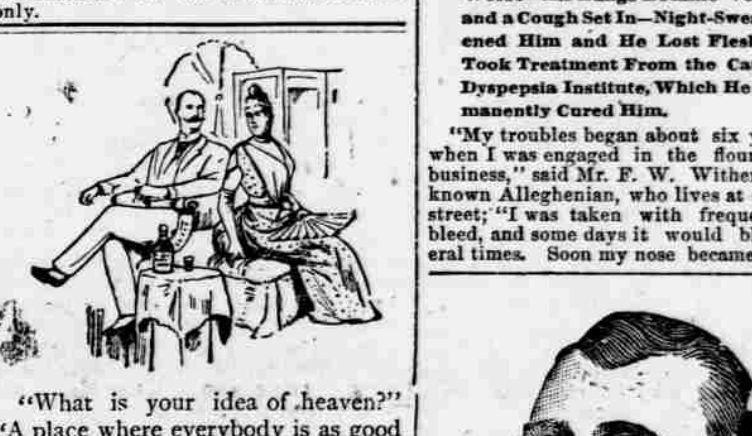 only.
"What is your idea of heaven?"
"A place where everybody is as good
and a Cough Set In—Night-Swe
ened Him and He Lost Flesh
Took Treatment From the Ca
Dyspepsia Institute, Which He
manently Cured Him.
"My troubles began about six y
when I was engaged in the flour
business," said Mr. F. W. Wither
known Alleghenian, who lives at
street; "I was taken with frequ
bleed, and some days it would bl
eral times. Soon my nose became